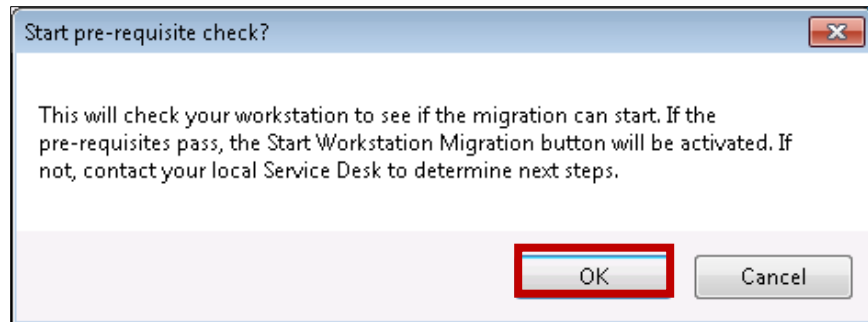 Start pre-requisite check?
This will check your workstation to see if the migration can start. If the
pre-requisites pass, the Start Workstation Migration button will be activated. If
not, contact your local Service Desk to determine next steps.
OK
Cancel